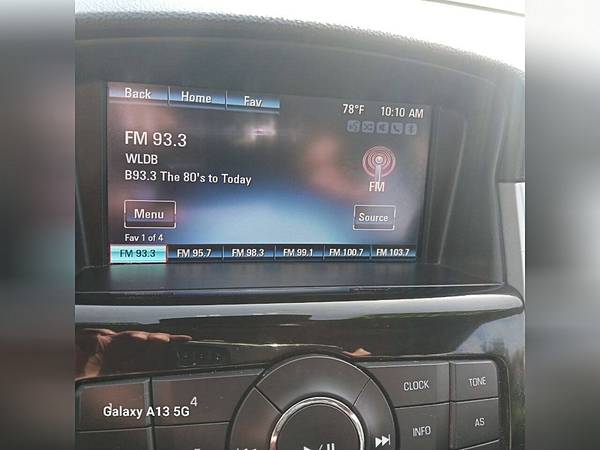 Back Home Fav
78°F 10:10 AM
FM 93.3
WLDB
B93.3 The 80's to Today
FM
Menu
Source
Fav 1 of 4
FM 93.3 FM 95.7 FM 98.3 FM 99.1 FM 100.7 FM 103.7
CLOCK
TONE
4
Galaxy A13 5G
INFO
AS